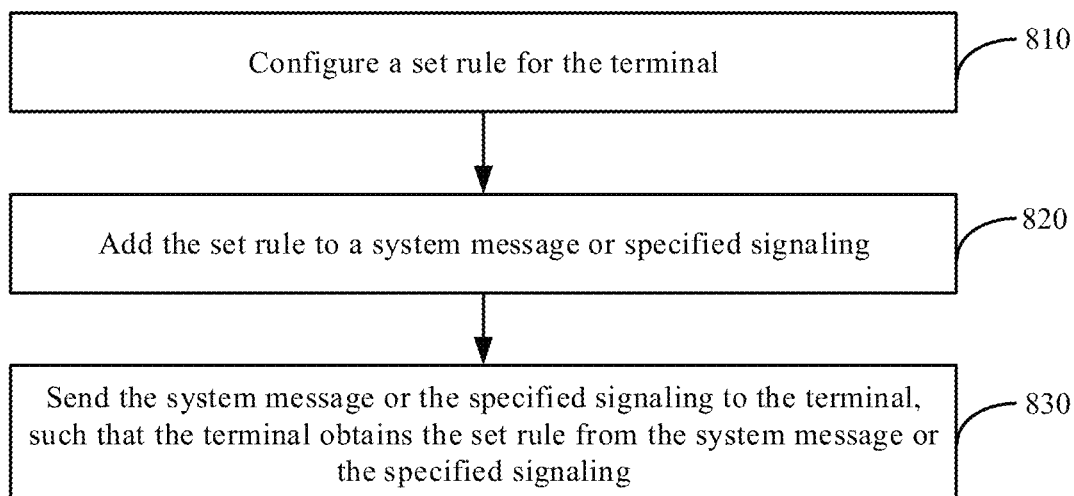 Configure a set rule for the terminal
810
Add the set rule to a system message or specified signaling
820
Send the system message or the specified signaling to the terminal,
such that the terminal obtains the set rule from the system message or
the specified signaling
830